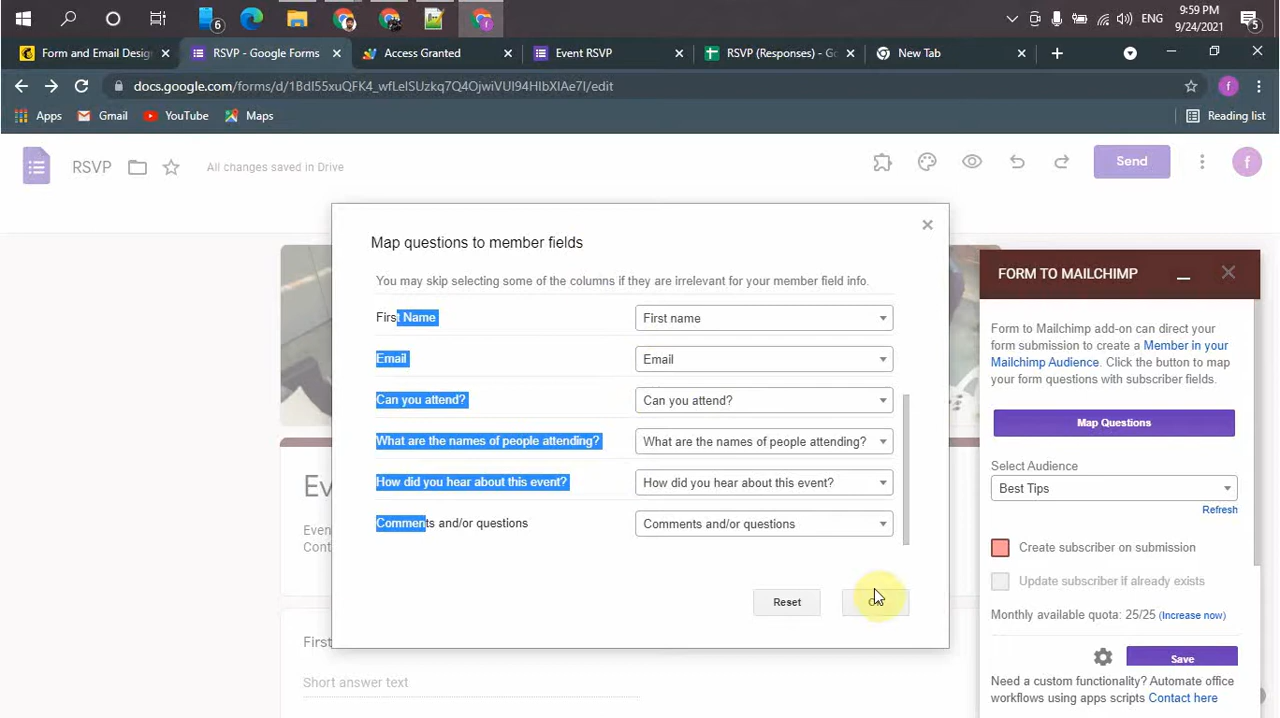 9:59 PM
6
ENG
9/24/2021
5
Form and Email Desig
RSVP - Google Forms
Access Granted
Event RSVP
RSVP (Responses) - Go
New Tab
docs.google.com/forms/d/1BdI55xuQFK4_wfLelSUzkq7Q4OjwiVUI94HIbXIAe7I/edit
f
Apps
Gmail
YouTube
Maps
Reading list
RSVP
All changes saved in Drive
Send
f
Map questions to member fields
You may skip selecting some of the columns if they are irrelevant for your member field info.
First Name
First name
Email
Email
Can you attend?
Can you attend?
What are the names of people attending?
What are the names of people attending?
How did you hear about this event?
How did you hear about this event?
Comments and/or questions
Comments and/or questions
Reset
FORM TO MAILCHIMP
Form to Mailchimp add-on can direct your
form submission to create a Member in your
Mailchimp Audience. Click the button to map
your form questions with subscriber fields.
Map Questions
Select Audience
Best Tips
Refresh
Create subscriber on submission
Update subscriber if already exists
Monthly available quota: 25/25 (Increase now)
Save
Need a custom functionality? Automate office
workflows using apps scripts Contact here
Ev
Even
Cont
First
Short answer text